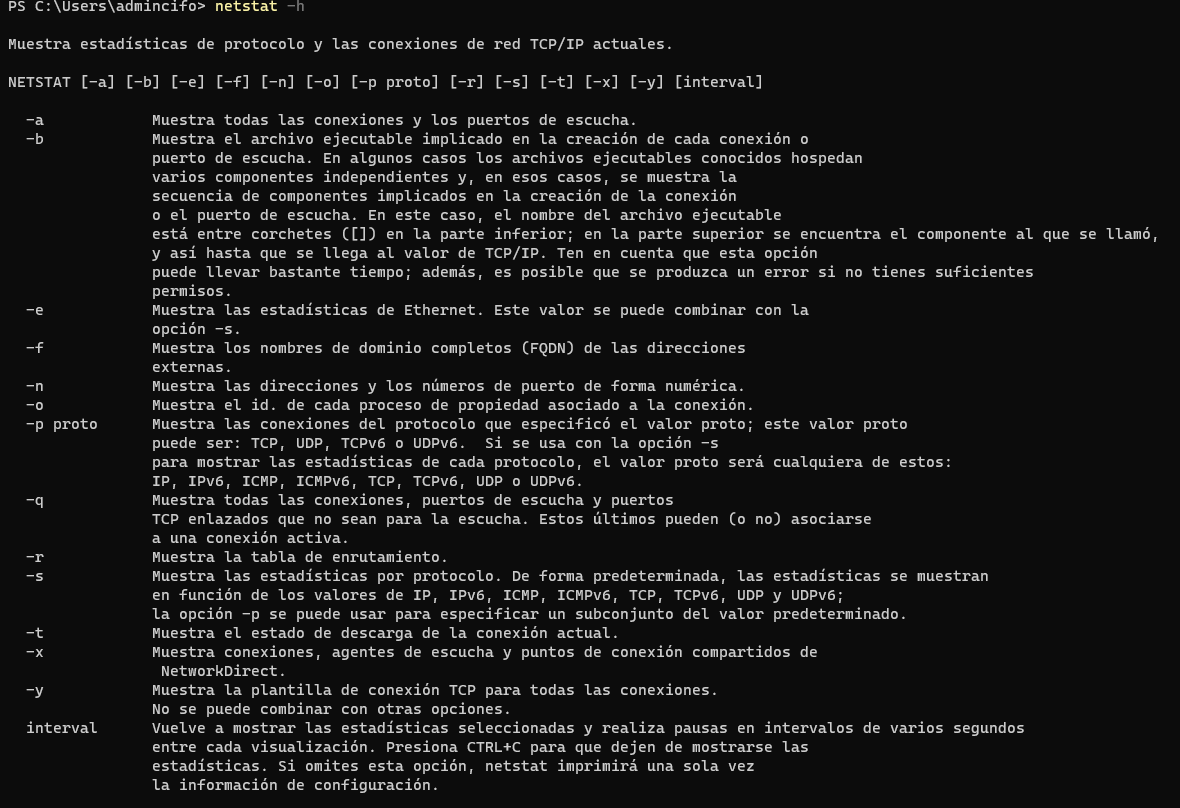 PS C:\Users\admincifo> netstat -h
Muestra estadísticas de protocolo y las conexiones de red TCP/IP actuales.
NETSTAT [-a] [-b] [-e] [-f] [-n] [-o] [-p proto] [-r] [-s] [-t] [-x] [-y] [interval]
-a Muestra todas las conexiones y los puertos de escucha.
-b Muestra el archivo ejecutable implicado en la creación de cada conexión o
puerto de escucha. En algunos casos los archivos ejecutables conocidos hospedan
varios componentes independientes y, en esos casos, se muestra la
secuencia de componentes implicados en la creación de la conexión
o el puerto de escucha. En este caso, el nombre del archivo ejecutable
está entre corchetes ([]) en la parte inferior; en la parte superior se encuentra el componente al que se llamó,
y así hasta que se llega al valor de TCP/IP. Ten en cuenta que esta opción
puede llevar bastante tiempo; además, es posible que se produzca un error si no tienes suficientes
permisos.
-e Muestra las estadísticas de Ethernet. Este valor se puede combinar con la
opción -s.
-f Muestra los nombres de dominio completos (FQDN) de las direcciones
externas.
-n Muestra las direcciones y los números de puerto de forma numérica.
-o Muestra el id. de cada proceso de propiedad asociado a la conexión.
-p proto Muestra las conexiones del protocolo que especificó el valor proto; este valor proto
puede ser: TCP, UDP, TCPv6 o UDPv6.  Si se usa con la opción -s
para mostrar las estadísticas de cada protocolo, el valor proto será cualquiera de estos:
IP, IPv6, ICMP, ICMPv6, TCP, TCPv6, UDP o UDPv6.
-q Muestra todas las conexiones, puertos de escucha y puertos
TCP enlazados que no sean para la escucha. Estos últimos pueden (o no) asociarse
a una conexión activa.
-r Muestra la tabla de enrutamiento.
-s Muestra las estadísticas por protocolo. De forma predeterminada, las estadísticas se muestran
en función de los valores de IP, IPv6, ICMP, ICMPv6, TCP, TCPv6, UDP y UDPv6;
la opción -p se puede usar para especificar un subconjunto del valor predeterminado.
-t Muestra el estado de descarga de la conexión actual.
-x Muestra conexiones, agentes de escucha y puntos de conexión compartidos de
NetworkDirect.
-y Muestra la plantilla de conexión TCP para todas las conexiones.
No se puede combinar con otras opciones.
interval Vuelve a mostrar las estadísticas seleccionadas y realiza pausas en intervalos de varios segundos
entre cada visualización. Presiona CTRL+C para que dejen de mostrarse las
estadísticas. Si omites esta opción, netstat imprimirá una sola vez
la información de configuración.